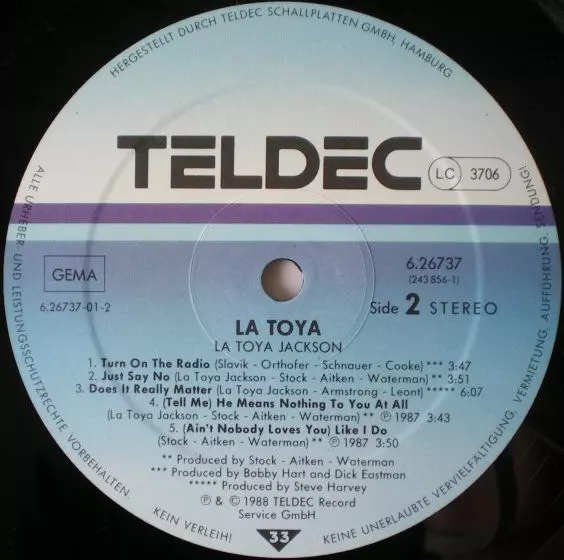 HERGESTELLT DURCH TELDEC SCHALLPLATTEN GMBH, HAMBURG
TELDEC
LC 3706
GEMA
6.26737-01-2
6.26737
(243 856-1)
Side 2 STEREO
LA TOYA
LA TOYA JACKSON
1. Turn On The Radio (Slavik - Orthofer - Schnauer - Cooke) *** 3:47
2. Just Say No (La Toya Jackson - Stock - Aitken - Waterman) ** 3:51
3. Does It Really Matter (La Toya Jackson - Armstrong - Leont) ***** 6:07
4. (Tell Me) He Means Nothing To You At All
(La Toya Jackson - Stock - Aitken - Waterman) ** ℗ 1987 3:43
5. (Ain't Nobody Loves You) Like I Do
(Stock - Aitken - Waterman) ** ℗ 1987 3:50
** Produced by Stock - Aitken - Waterman
*** Produced by Bobby Hart and Dick Eastman
***** Produced by Steve Harvey
℗ & © 1988 TELDEC Record
Service GmbH
33
ALLE URHEBER- UND LEISTUNGSSCHUTZRECHTE VORBEHALTEN.
KEIN VERLEIH!
KEINE UNERLAUBTE VERVIELFÄLTIGUNG, VERMIETUNG, AUFFÜHRUNG, SENDUNG!